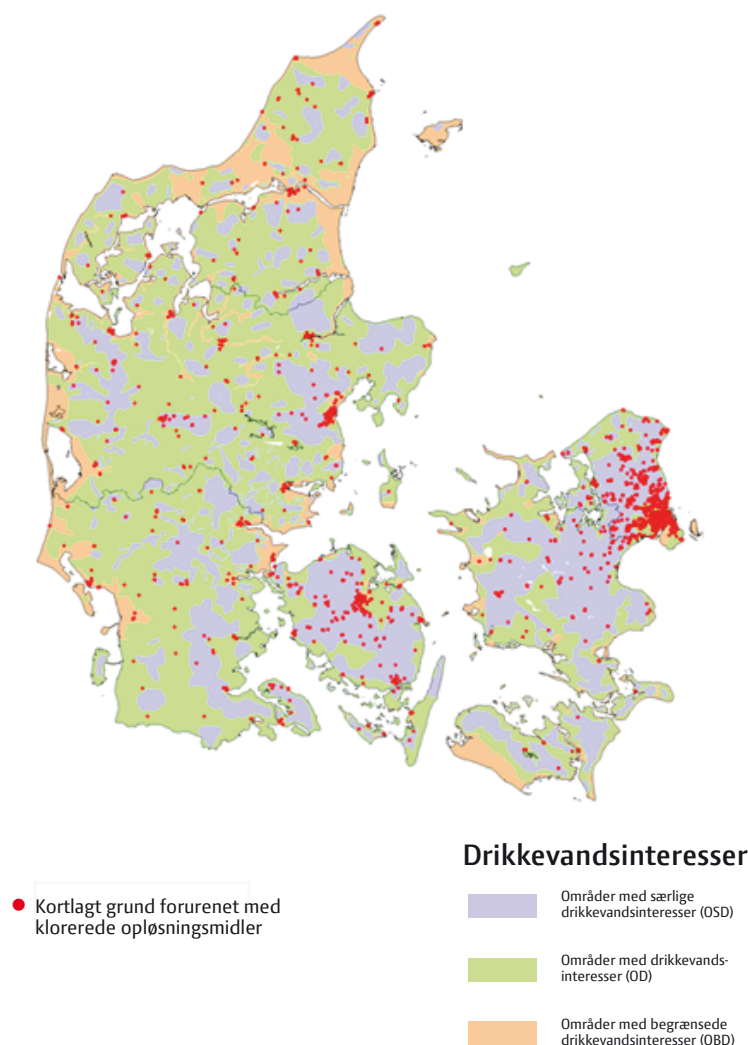 Drikkevandsinteresser
Kortlagt grund forurenet med
klorerede opløsningsmidler
Områder med særlige
drikkevandsinteresser (OSD)
Områder med drikkevands-
interesser (OD)
Områder med begrænsede
drikkevandsinteresser (OBD)